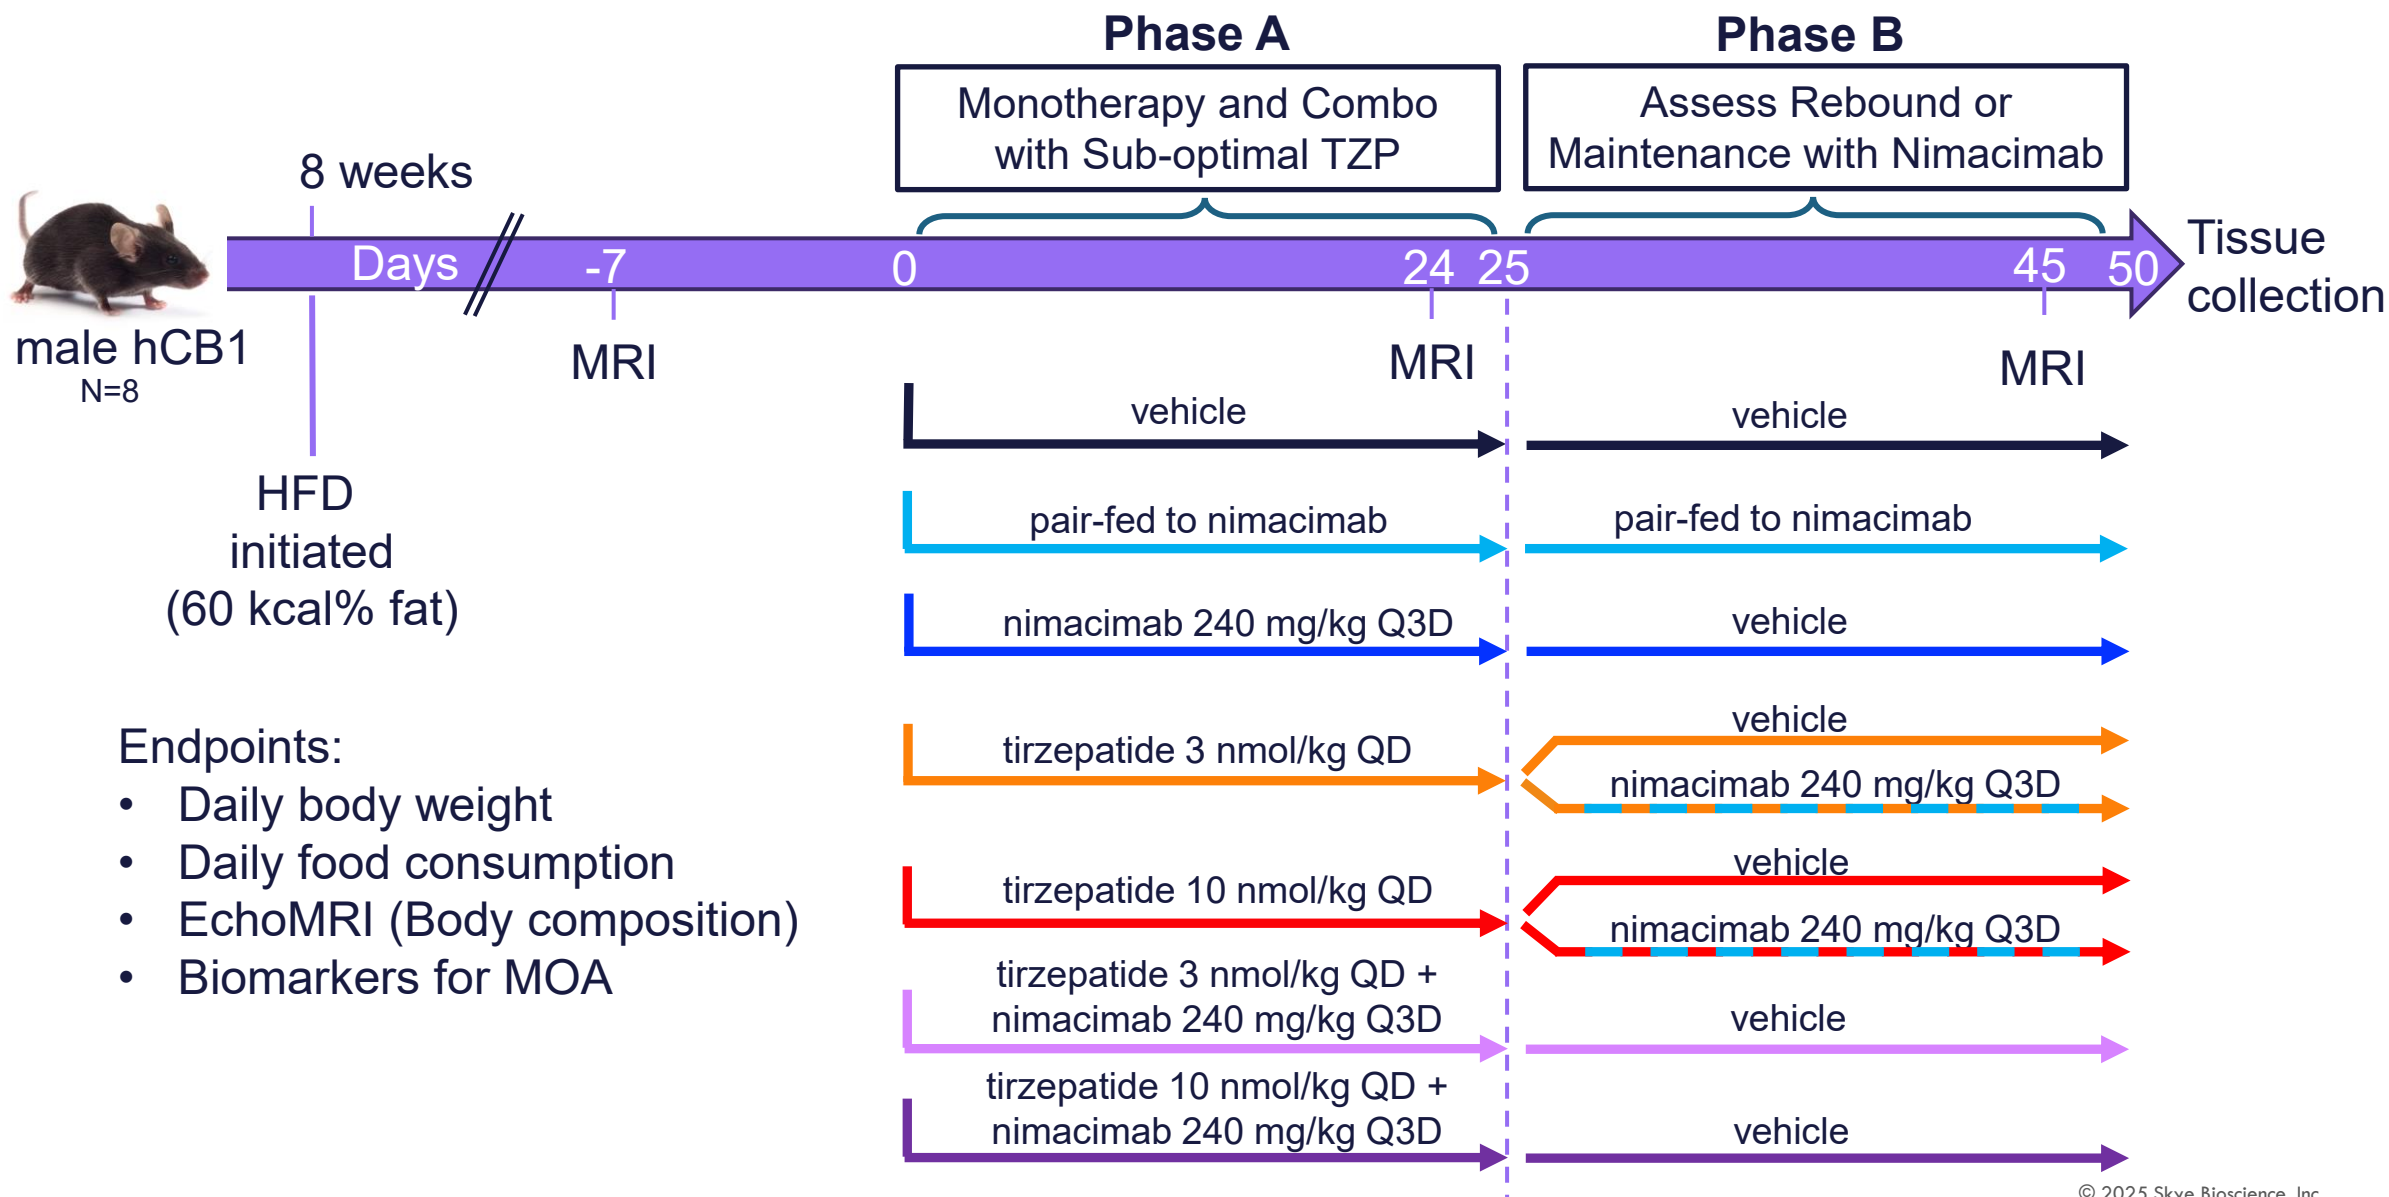 Phase A
Phase B
Monotherapy and Combo
with Sub-optimal TZP
Assess Rebound or
Maintenance with Nimacimab
8 weeks
Days
-7
0
24
25
45
50
Tissue
collection
male hCB1
N=8
MRI
MRI
MRI
HFD
initiated
(60 kcal% fat)
vehicle
vehicle
pair-fed to nimacimab
pair-fed to nimacimab
nimacimab 240 mg/kg Q3D
vehicle
tirzepatide 3 nmol/kg QD
vehicle
nimacimab 240 mg/kg Q3D
tirzepatide 10 nmol/kg QD
vehicle
nimacimab 240 mg/kg Q3D
tirzepatide 3 nmol/kg QD +
nimacimab 240 mg/kg Q3D
vehicle
tirzepatide 10 nmol/kg QD +
nimacimab 240 mg/kg Q3D
vehicle
Endpoints:
• Daily body weight
• Daily food consumption
• EchoMRI (Body composition)
• Biomarkers for MOA
© 2025 Skye Bioscience, Inc.